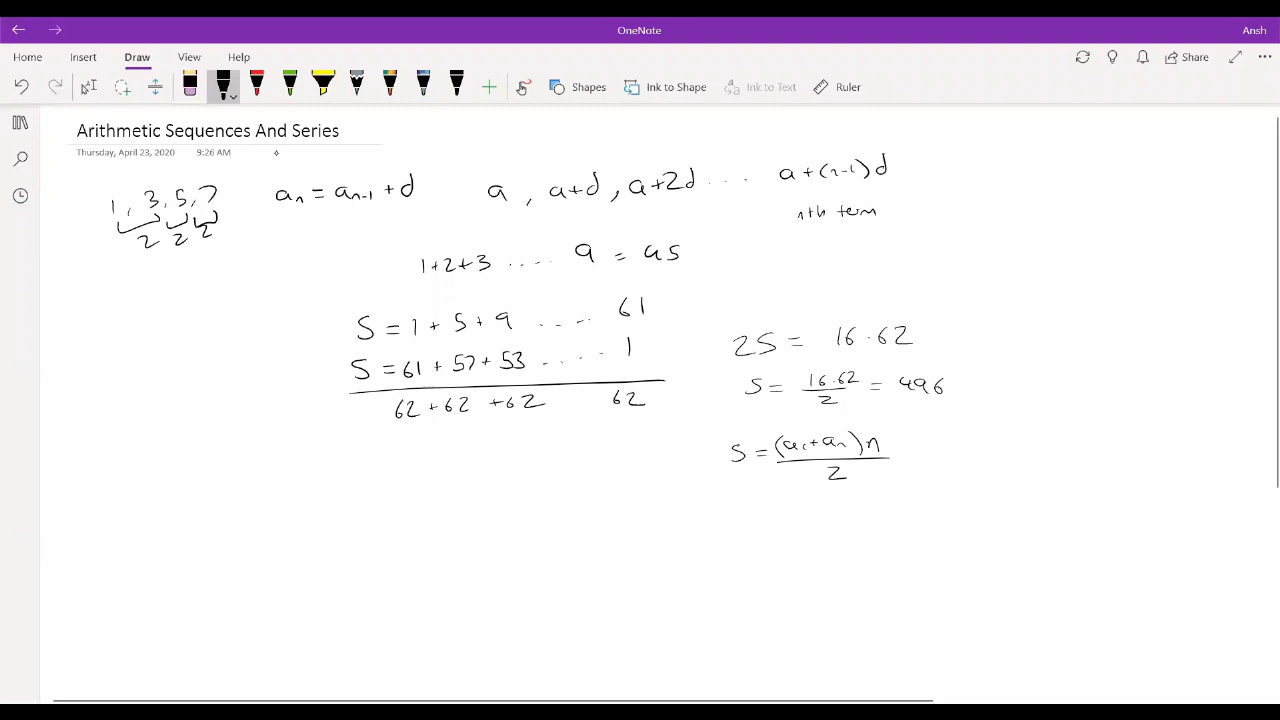 OneNote
Ansh
Home Insert Draw View Help
Share
Shapes Ink to Shape Ink to Text Ruler
Arithmetic Sequences And Series
Thursday, April 23, 2020 9:26 AM
1, 3, 5, 7
2 2 2
aₙ = aₙ₋₁ + d
a, a+d, a+2d .... a+(n-1)d
nth term
1+2+3 ..... 9 = 45
S = 1 + 5 + 9 ..... 61
S = 61 + 57 + 53 ..... 1
62 + 62 + 62 62
2S = 16·62
S = 16·62 / 2 = 496
S = (a₁+aₙ)n / 2